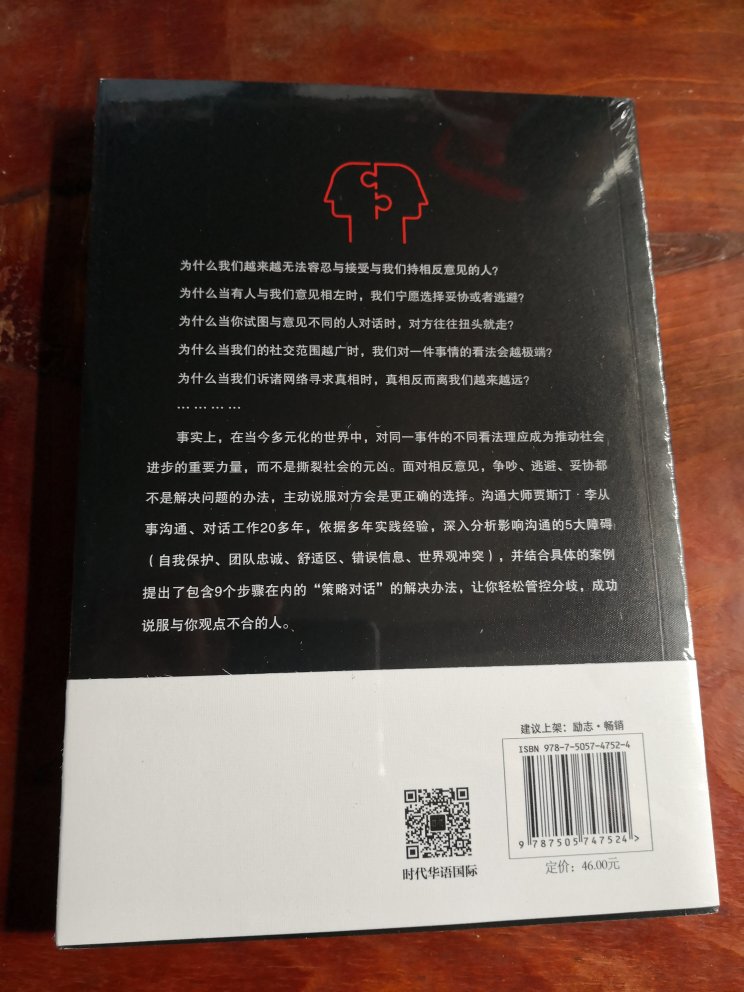 为什么我们越来越无法容忍与接受与我们持相反意见的人?
为什么当有人与我们意见相左时，我们宁愿选择妥协或者逃避?
为什么当你试图与意见不同的人对话时，对方往往扭头就走?
为什么当我们的社交范围越广时，我们对一件事情的看法会越极端?
为什么当我们诉诸网络寻求真相时，真相反而离我们越来越远?
… … … …
事实上，在当今多元化的世界中，对同一事件的不同看法理应成为推动社会
进步的重要力量，而不是撕裂社会的元凶。面对相反意见，争吵、逃避、妥协都
不是解决问题的办法，主动说服对方会是更正确的选择。沟通大师贾斯汀·李从
事沟通、对话工作20多年，依据多年实践经验，深入分析影响沟通的5大障碍
（自我保护、团队忠诚、舒适区、错误信息、世界观冲突），并结合具体的案例
提出了包含9个步骤在内的“策略对话”的解决办法，让你轻松管控分歧，成功
说服与你观点不合的人。
建议上架：励志·畅销
ISBN 978-7-5057-4752-4
9 787505 747524>
定价：46.00元
时代华语国际